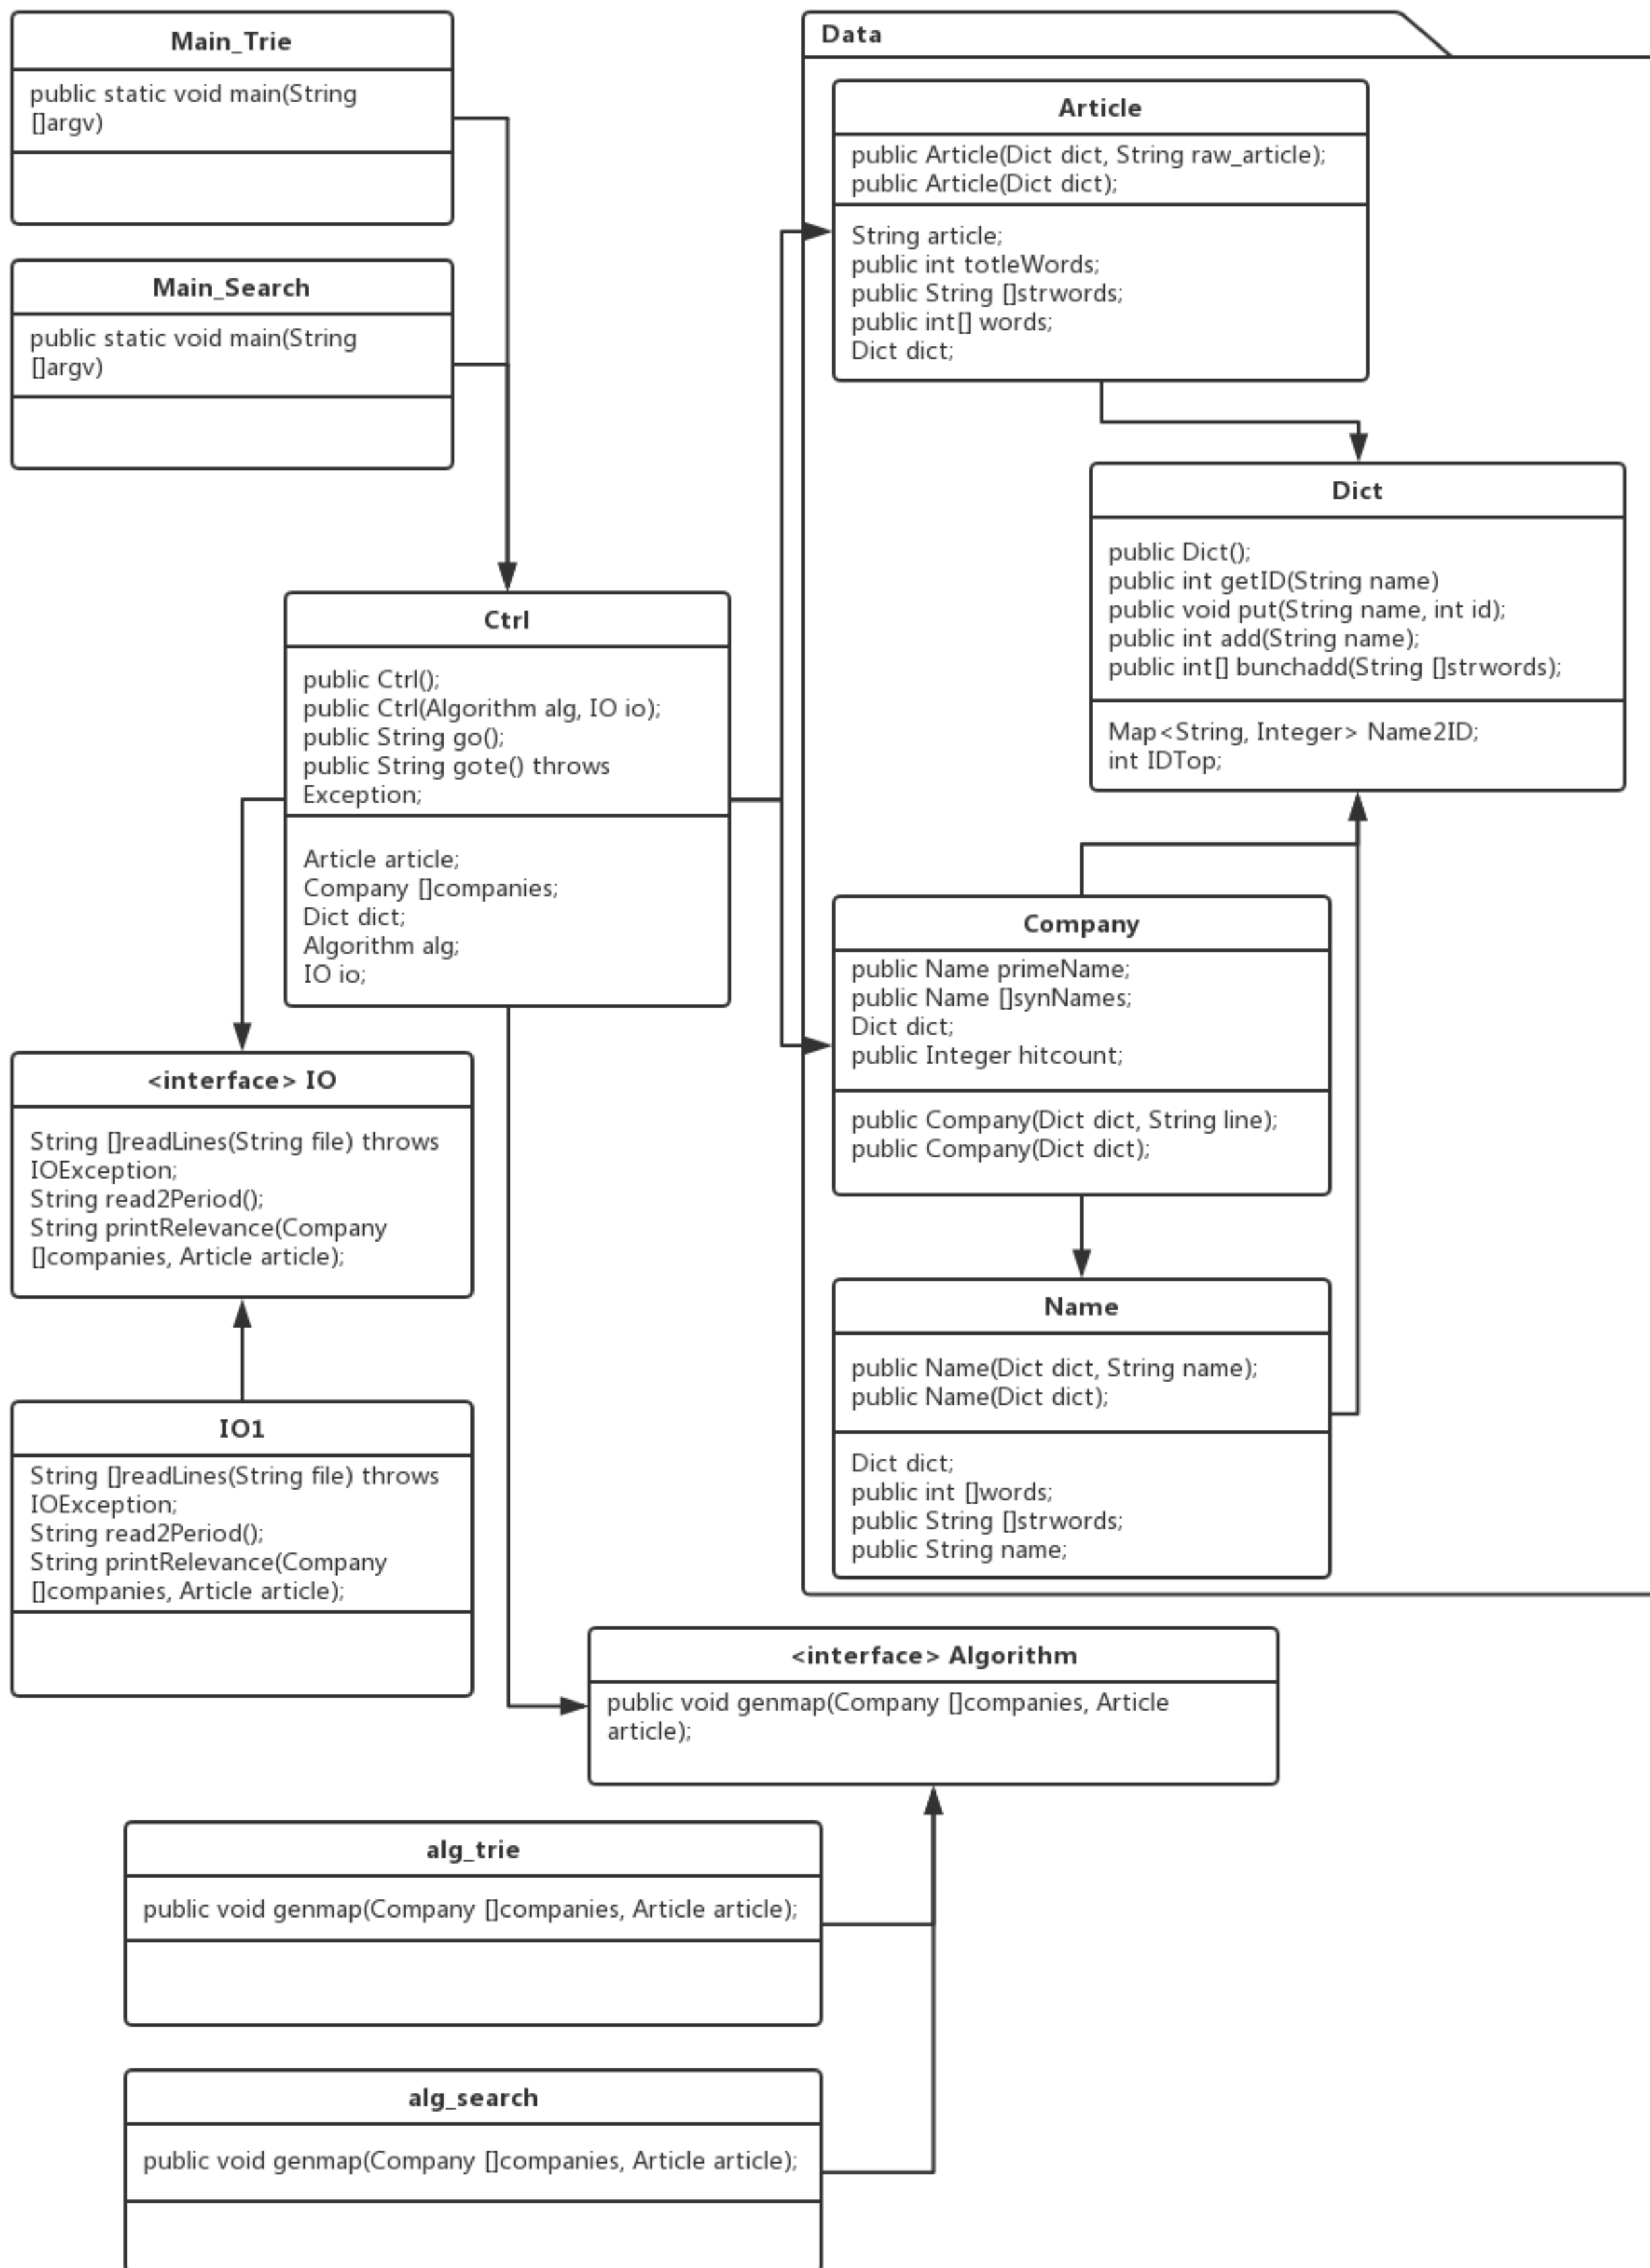 Main_Trie
public static void main(String
[]argv)
Main_Search
public static void main(String
[]argv)
Data
Article
public Article(Dict dict, String raw_article);
public Article(Dict dict);
String article;
public int totleWords;
public String []strwords;
public int[] words;
Dict dict;
Dict
public Dict();
public int getID(String name)
public void put(String name, int id);
public int add(String name);
public int[] bunchadd(String []strwords);
Map<String, Integer> Name2ID;
int IDTop;
Ctrl
public Ctrl();
public Ctrl(Algorithm alg, IO io);
public String go();
public String gote() throws
Exception;
Article article;
Company []companies;
Dict dict;
Algorithm alg;
IO io;
Company
public Name primeName;
public Name []synNames;
Dict dict;
public Integer hitcount;
public Company(Dict dict, String line);
public Company(Dict dict);
<interface> IO
String []readLines(String file) throws
IOException;
String read2Period();
String printRelevance(Company
[]companies, Article article);
Name
public Name(Dict dict, String name);
public Name(Dict dict);
Dict dict;
public int []words;
public String []strwords;
public String name;
IO1
String []readLines(String file) throws
IOException;
String read2Period();
String printRelevance(Company
[]companies, Article article);
<interface> Algorithm
public void genmap(Company []companies, Article
article);
alg_trie
public void genmap(Company []companies, Article article);
alg_search
public void genmap(Company []companies, Article article);